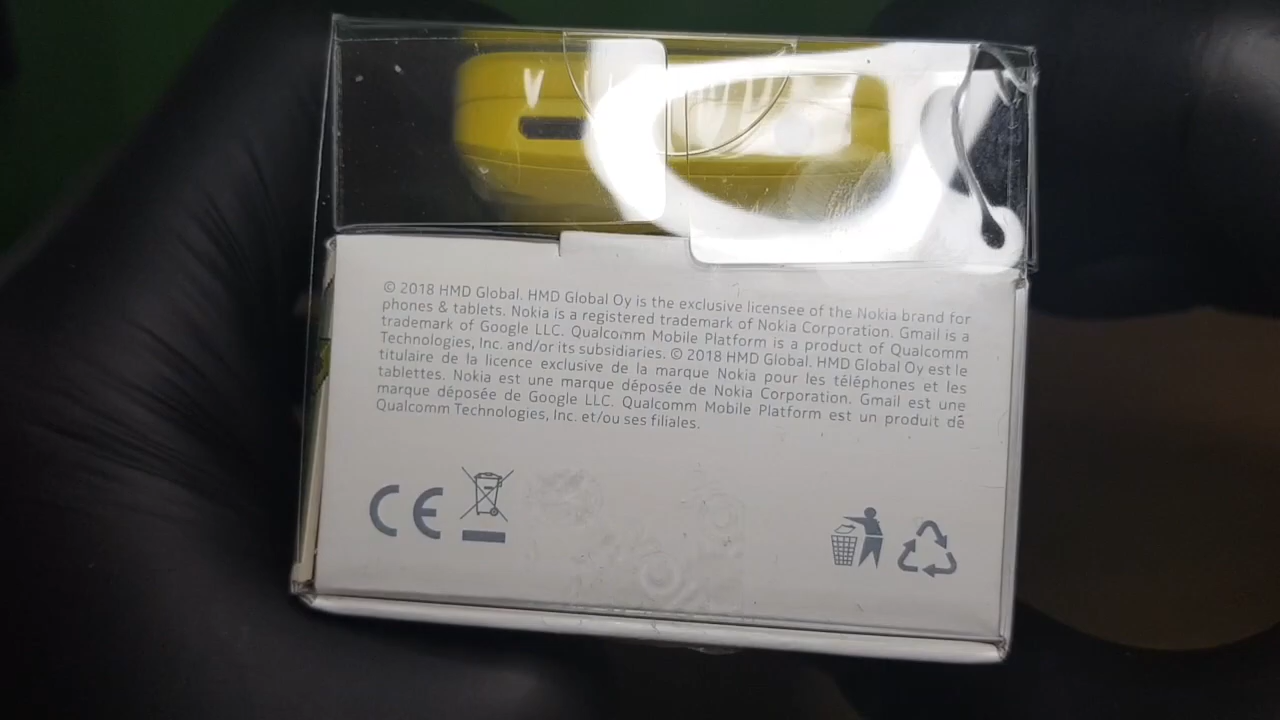 © 2018 HMD Global. HMD Global Oy is the exclusive licensee of the Nokia brand for
phones & tablets. Nokia is a registered trademark of Nokia Corporation. Gmail is a
trademark of Google LLC. Qualcomm Mobile Platform is a product of Qualcomm
Technologies, Inc. and/or its subsidiaries. © 2018 HMD Global. HMD Global Oy est le
titulaire de la licence exclusive de la marque Nokia pour les téléphones et les
tablettes. Nokia est une marque déposée de Nokia Corporation. Gmail est une
marque déposée de Google LLC. Qualcomm Mobile Platform est un produit de
Qualcomm Technologies, Inc. et/ou ses filiales.
CE